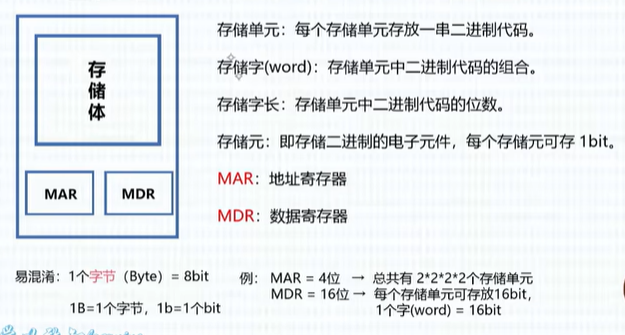 存储体
MAR
MDR
存储单元：每个存储单元存放一串二进制代码。
存储字(word)：存储单元中二进制代码的组合。
存储字长：存储单元中二进制代码的位数。
存储元：即存储二进制的电子元件，每个存储元可存 1bit。
MAR：地址寄存器
MDR：数据寄存器
易混淆：1个字节（Byte）= 8bit
1B=1个字节，1b=1个bit
例： MAR = 4位 → 总共有 2*2*2*2个存储单元
MDR = 16位 → 每个存储单元可存放16bit，
1个字(word) = 16bit